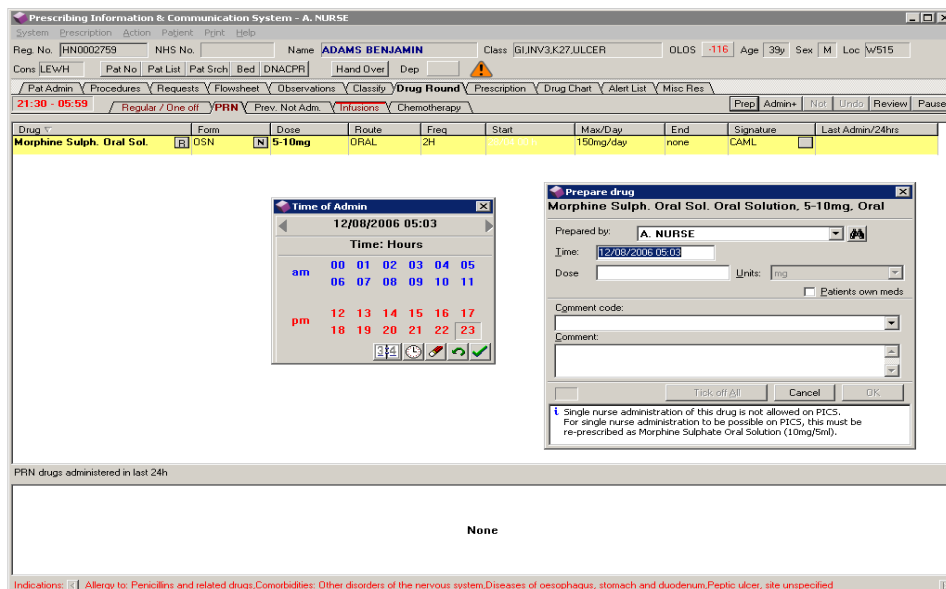 Prescribing Information & Communication System - A. NURSE
System Prescription Action Patient Print Help
Reg. No. HN0002759 NHS No. Name ADAMS BENJAMIN Class GI,INV3,K27,ULCER OLOS -116 Age 39y Sex M Loc W515
Cons LEWH Pat No Pat List Pat Srch Bed DNACPR Hand Over Dep
Pat Admin Procedures Requests Flowsheet Observations Classify Drug Round Prescription Drug Chart Alert List Misc Res
21:30 - 05:59 Regular / One off PRN Prev. Not Adm. Infusions Chemotherapy Prep Admin+ Not Undo Review Pause
Drug Form Dose Route Freq Start Max/Day End Signature Last Admin/24hrs
Morphine Sulph. Oral Sol. R OSN N 5-10mg ORAL 2H 150mg/day none CAML
Time of Admin
12/08/2006 05:03
Time: Hours
am 00 01 02 03 04 05
06 07 08 09 10 11
pm 12 13 14 15 16 17
18 19 20 21 22 23
Prepare drug
Morphine Sulph. Oral Sol. Oral Solution, 5-10mg, Oral
Prepared by: A. NURSE
Time: 12/08/2006 05:03
Dose Units: mg
Patients own meds
Comment code:
Comment:
Tick off All Cancel OK
i Single nurse administration of this drug is not allowed on PICS.
For single nurse administration to be possible on PICS, this must be
re-prescribed as Morphine Sulphate Oral Solution (10mg/5ml).
PRN drugs administered in last 24h
None
Indications: Allergy to: Penicillins and related drugs,Comorbidities: Other disorders of the nervous system,Diseases of oesophagus, stomach and duodenum,Peptic ulcer, site unspecified